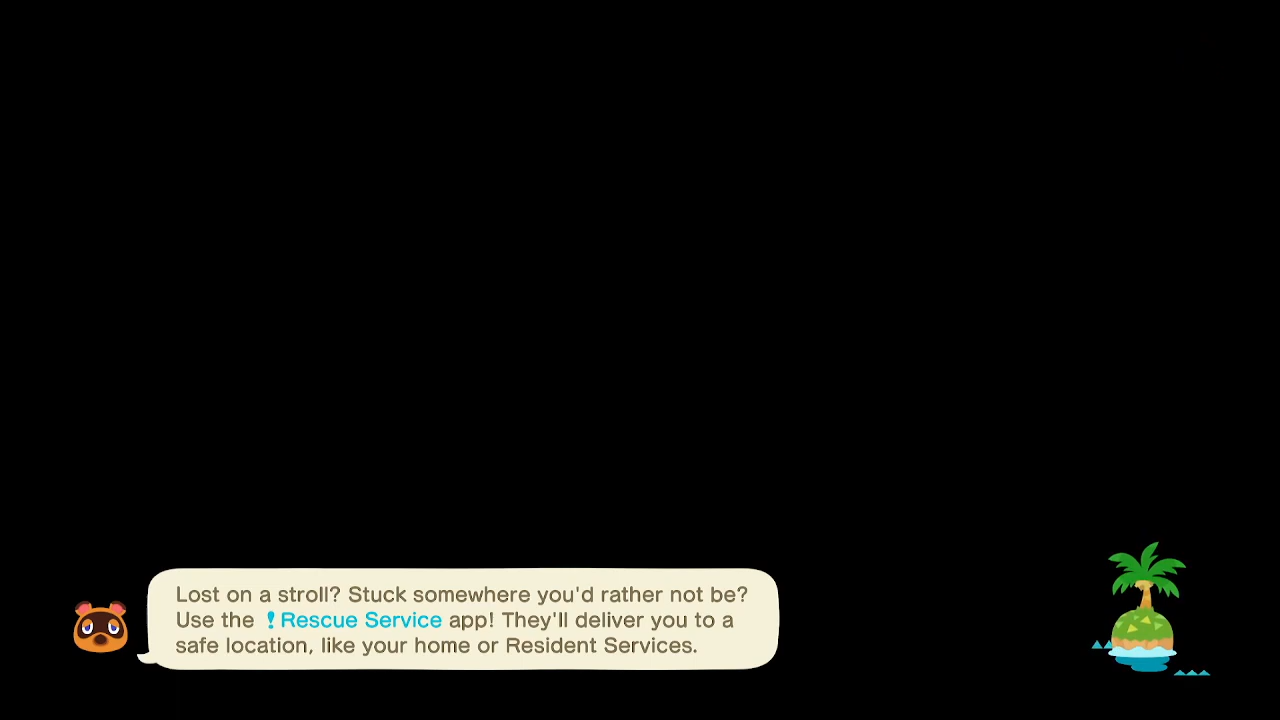 Lost on a stroll? Stuck somewhere you'd rather not be?
Use the ! Rescue Service app! They'll deliver you to a
safe location, like your home or Resident Services.